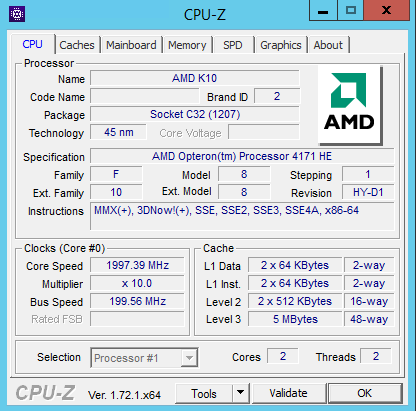 CPU-Z
CPU Caches Mainboard Memory SPD Graphics About
Processor
Name AMD K10
Code Name Brand ID 2
Package Socket C32 (1207)
Technology 45 nm Core Voltage
AMD
Specification AMD Opteron(tm) Processor 4171 HE
Family F Model 8 Stepping 1
Ext. Family 10 Ext. Model 8 Revision HY-D1
Instructions MMX(+), 3DNow!(+), SSE, SSE2, SSE3, SSE4A, x86-64
Clocks (Core #0)
Core Speed 1997.39 MHz
Multiplier x 10.0
Bus Speed 199.56 MHz
Rated FSB
Cache
L1 Data 2 x 64 KBytes 2-way
L1 Inst. 2 x 64 KBytes 2-way
Level 2 2 x 512 KBytes 16-way
Level 3 5 MBytes 48-way
Selection Processor #1 Cores 2 Threads 2
CPU-Z Ver. 1.72.1.x64 Tools Validate OK